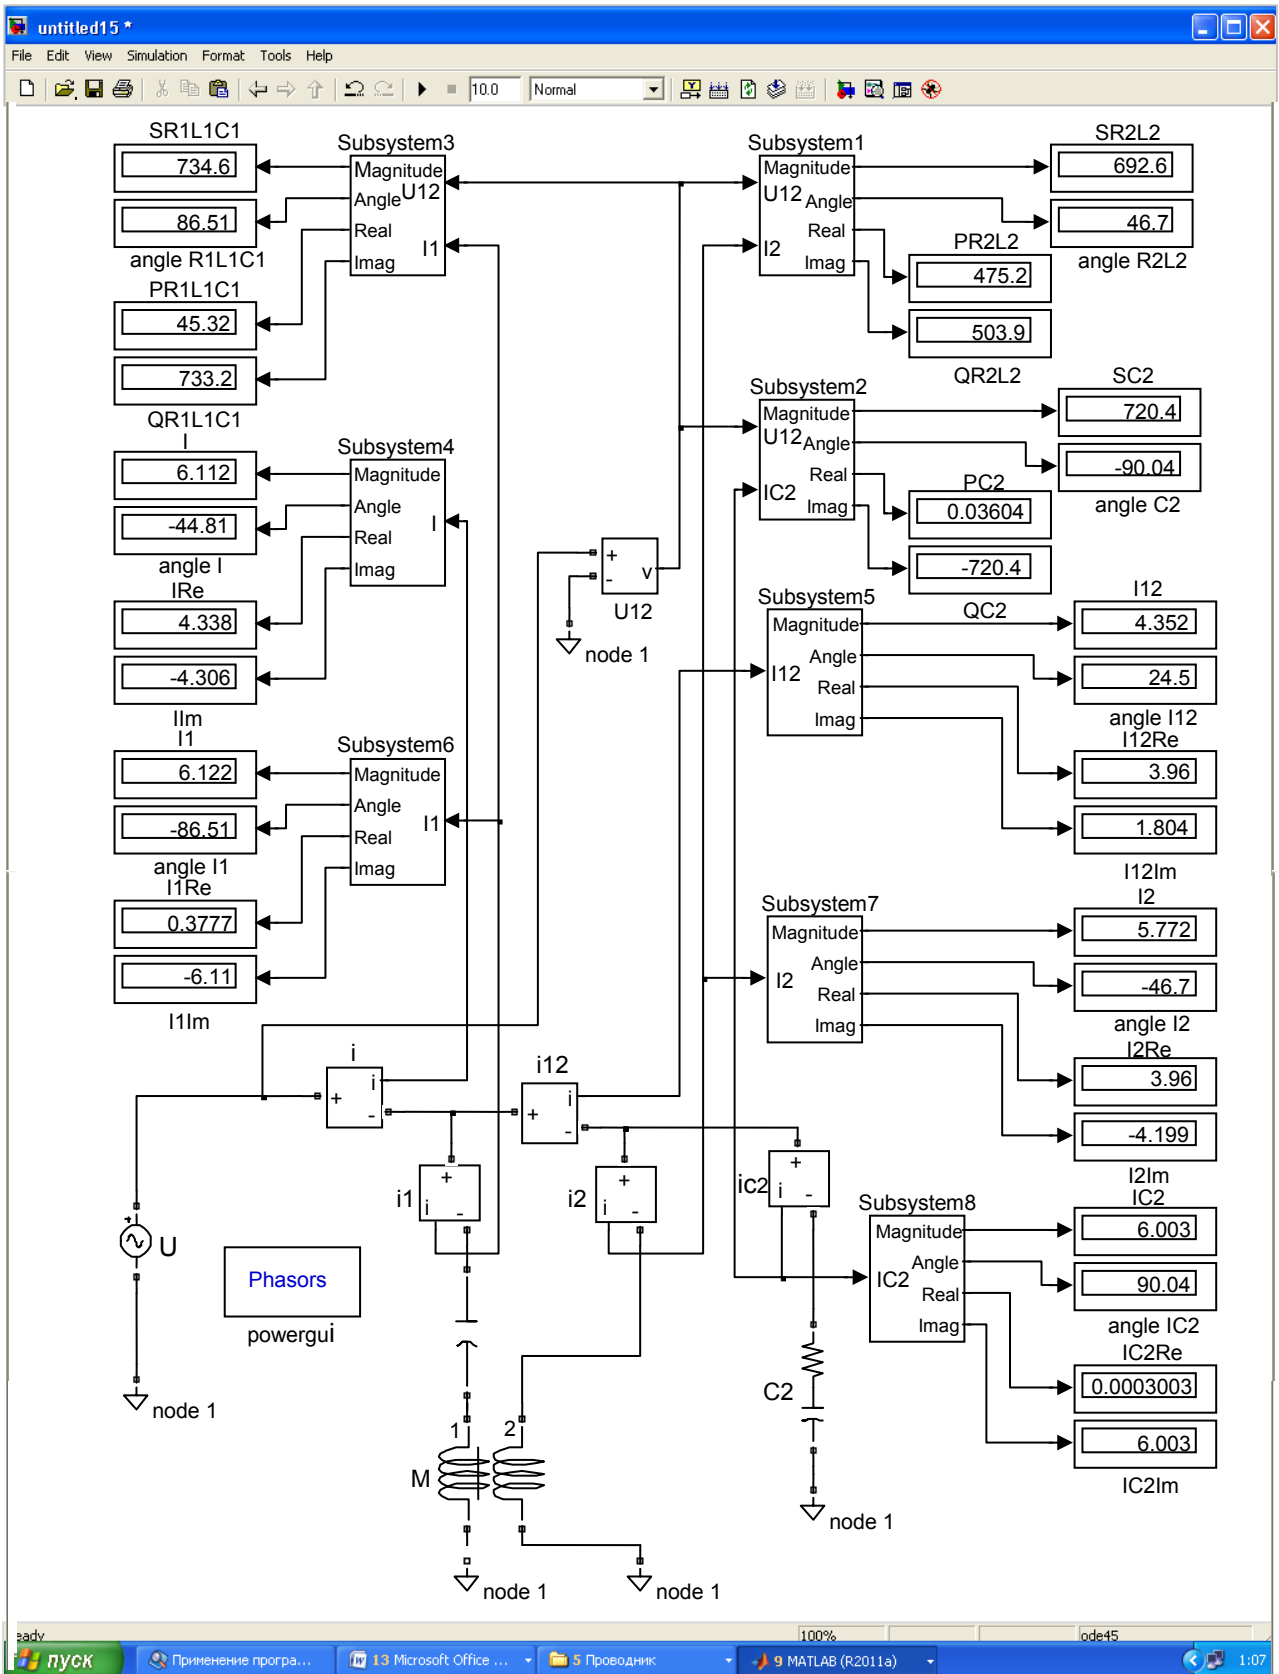 untitled15 *
File Edit View Simulation Format Tools Help
10.0 Normal
SR1L1C1
734.6
86.51
angle R1L1C1
PR1L1C1
45.32
733.2
QR1L1C1
Subsystem3
Magnitude
U12
Angle
Real
I1
Imag
Subsystem1
Magnitude
U12
Angle
Real
I2
Imag
SR2L2
692.6
46.7
angle R2L2
PR2L2
475.2
503.9
QR2L2
I
6.112
-44.81
angle I
IRe
4.338
-4.306
IIm
Subsystem4
Magnitude
Angle
I
Real
Imag
Subsystem2
Magnitude
U12
Angle
Real
IC2
Imag
SC2
720.4
-90.04
angle C2
PC2
0.03604
-720.4
QC2
+
-
v
U12
node 1
Subsystem5
Magnitude
Angle
I12
Real
Imag
I12
4.352
24.5
angle I12
I12Re
3.96
1.804
I12Im
I1
6.122
-86.51
angle I1
I1Re
0.3777
-6.11
I1Im
Subsystem6
Magnitude
Angle
I1
Real
Imag
Subsystem7
Magnitude
Angle
I2
Real
Imag
I2
5.772
-46.7
angle I2
I2Re
3.96
-4.199
I2Im
i
i
+
-
i12
i
+
-
i1
+
i
-
i2
+
i
-
ic2
+
i
-
Subsystem8
Magnitude
Angle
IC2
Real
Imag
IC2
6.003
90.04
angle IC2
IC2Re
0.0003003
6.003
IC2Im
+
U
node 1
Phasors
powergui
C2
node 1
1
2
M
node 1
node 1
eady 100% ode45
пуск Применение програ... 13 Microsoft Office ... 5 Проводник 9 MATLAB (R2011a) 1:07